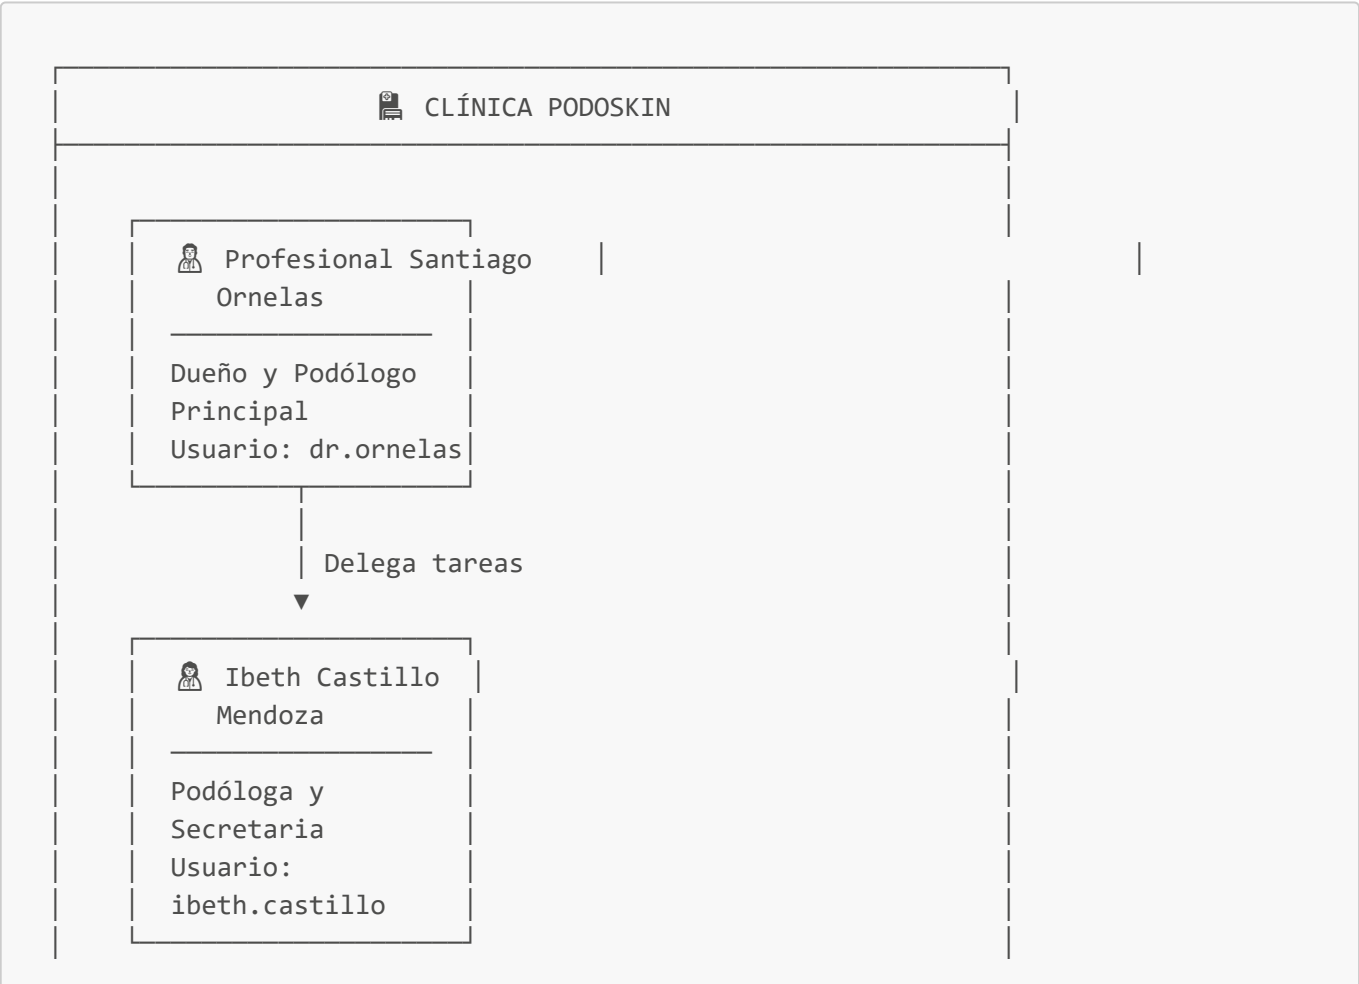 CLÍNICA PODOSKIN
Profesional Santiago
Ornelas
Dueño y Podólogo
Principal
Usuario: dr.ornelas
Delega tareas
Ibeth Castillo
Mendoza
Podóloga y
Secretaria
Usuario:
ibeth.castillo